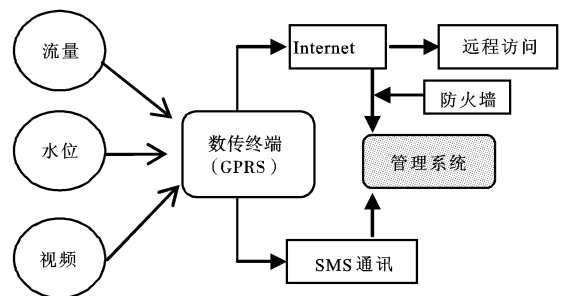 流量
水位
视频
数传终端
(GPRS)
Internet
远程访问
防火墙
管理系统
SMS通讯